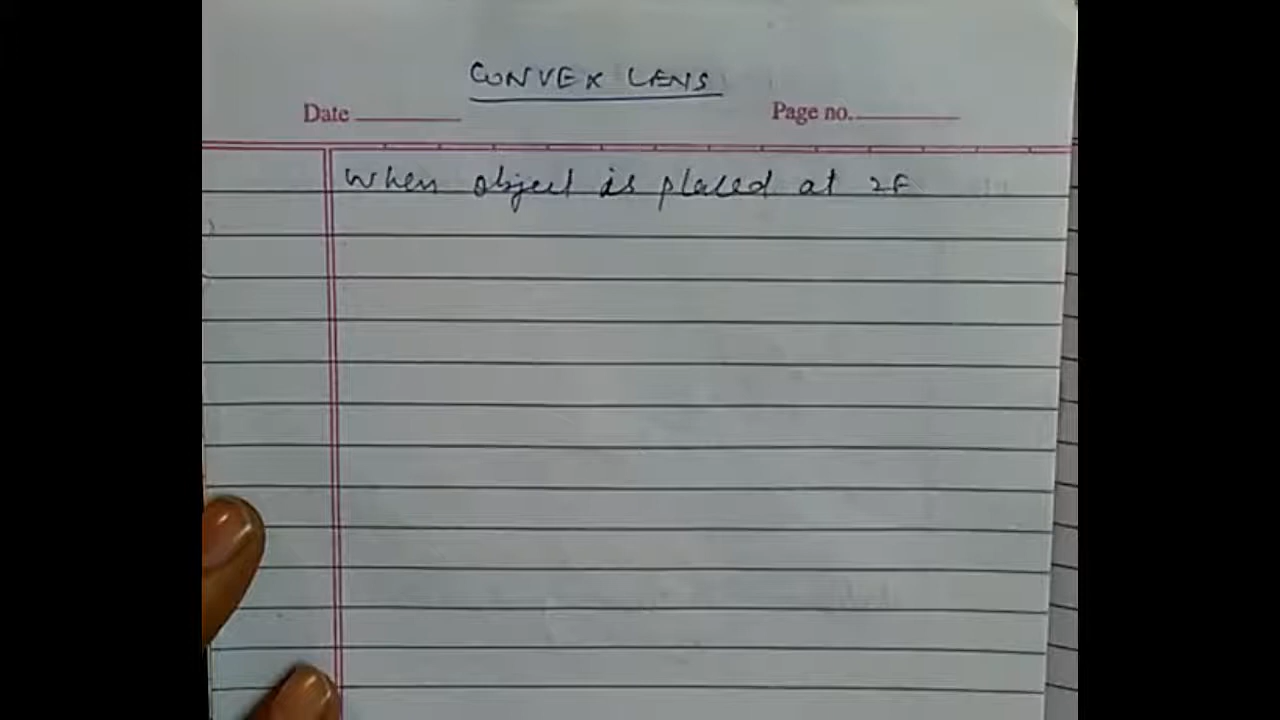 CONVEX LENS
Date
Page no.
When object is placed at 2F